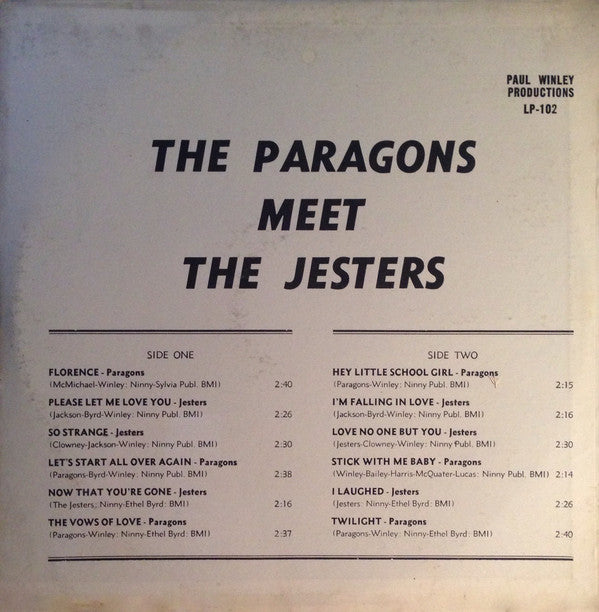 PAUL WINLEY
PRODUCTIONS
LP-102
THE PARAGONS
MEET
THE JESTERS
SIDE ONE
FLORENCE - Paragons
(McMichael-Winley: Ninny-Sylvia Publ. BMI) 2:40
PLEASE LET ME LOVE YOU - Jesters
(Jackson-Byrd-Winley: Ninny Publ. BMI) 2:26
SO STRANGE - Jesters
(Clowney-Jackson-Winley: Ninny Publ. BMI) 2:30
LET'S START ALL OVER AGAIN - Paragons
(Paragons-Byrd-Winley: Ninny Publ. BMI) 2:38
NOW THAT YOU'RE GONE - Jesters
(The Jesters, Ninny-Ethel Byrd: BMI) 2:16
THE VOWS OF LOVE - Paragons
(Paragons-Winley: Ninny-Ethel Byrd: BMI) 2:37
SIDE TWO
HEY LITTLE SCHOOL GIRL - Paragons
(Paragons-Winley: Ninny Publ. BMI) 2:15
I'M FALLING IN LOVE - Jesters
(Jackson-Byrd-Winley: Ninny Publ. BMI) 2:16
LOVE NO ONE BUT YOU - Jesters
(Jesters-Clowney-Winley: Ninny Publ. BMI) 2:30
STICK WITH ME BABY - Paragons
(Winley-Bailey-Harris-McQuater-Lucas: Ninny Publ. BMI) 2:14
I LAUGHED - Jesters
(Jesters: Ninny-Ethel Byrd: BMI) 2:26
TWILIGHT - Paragons
(Paragons-Winley: Ninny-Ethel Byrd: BMI) 2:40